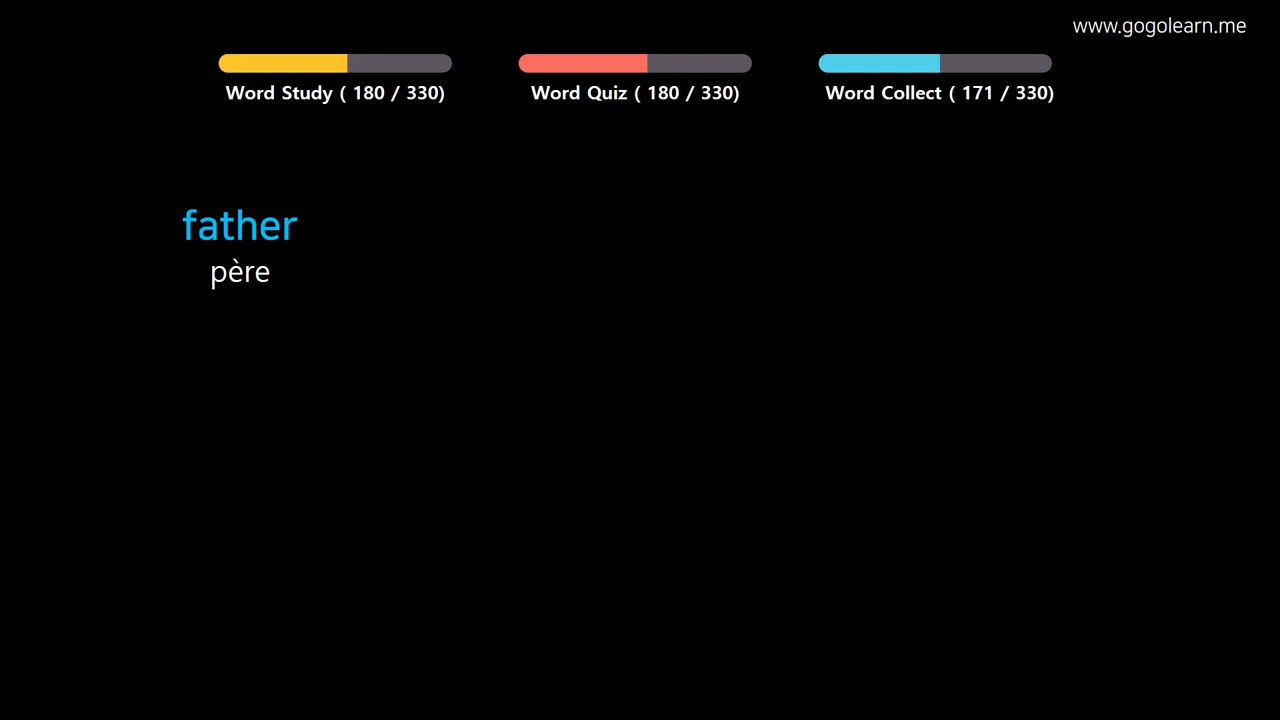 www.gogolearn.me
Word Study ( 180 / 330)
Word Quiz ( 180 / 330)
Word Collect ( 171 / 330)
father
père